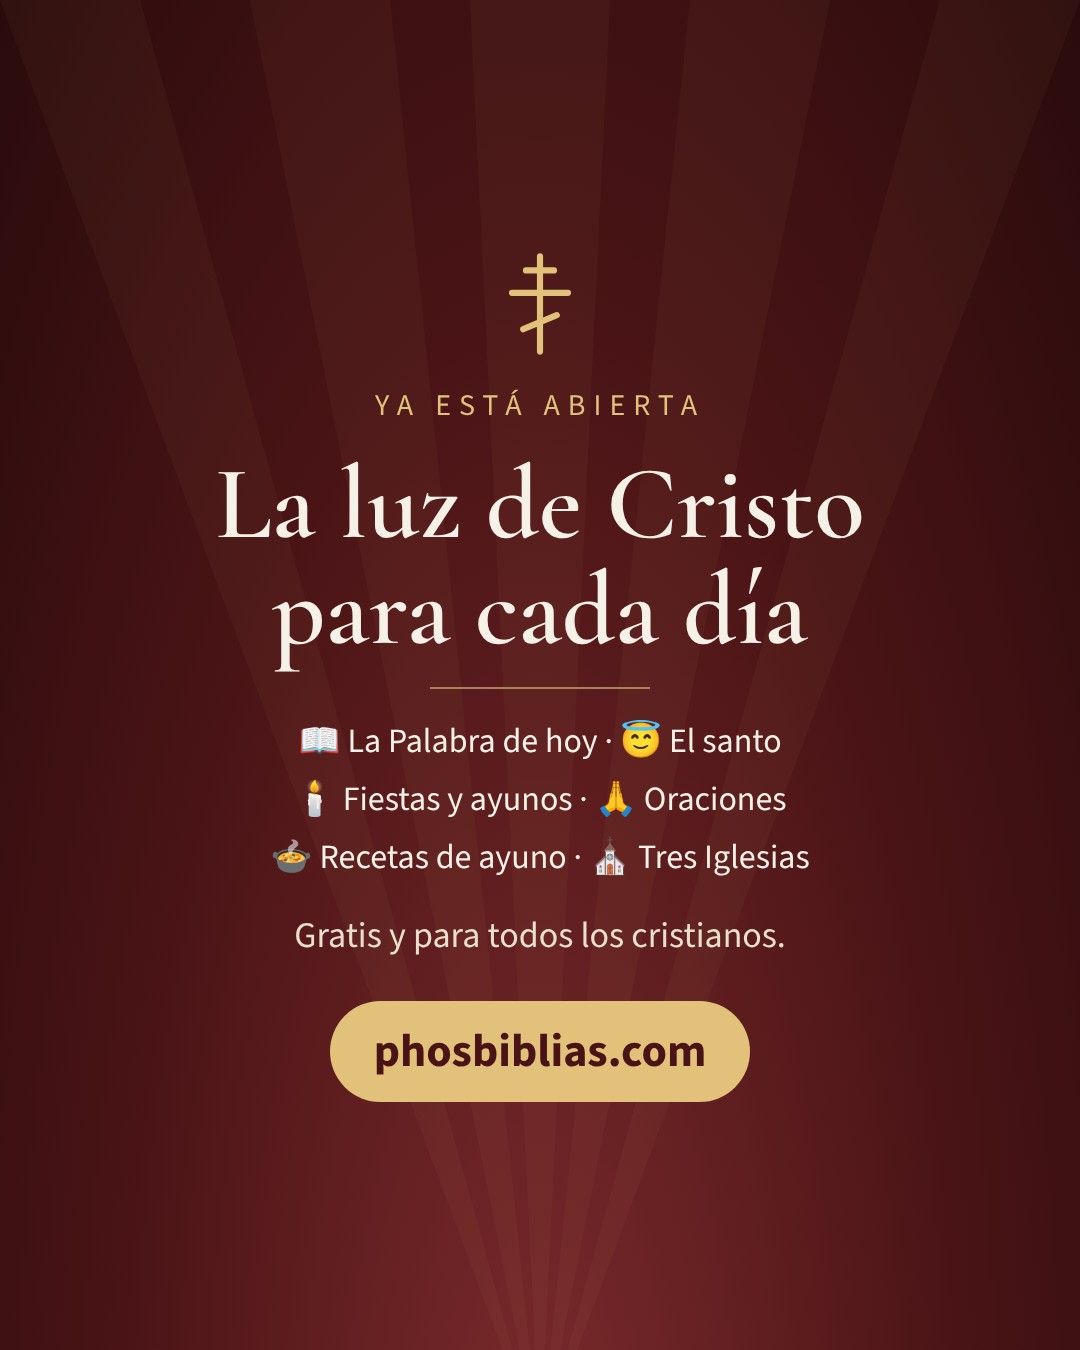 YA ESTÁ ABIERTA
La luz de Cristo
para cada día
📖 La Palabra de hoy · 😇 El santo
🕯️ Fiestas y ayunos · 🙏 Oraciones
🍲 Recetas de ayuno · ⛪ Tres Iglesias
Gratis y para todos los cristianos.
phosbiblias.com